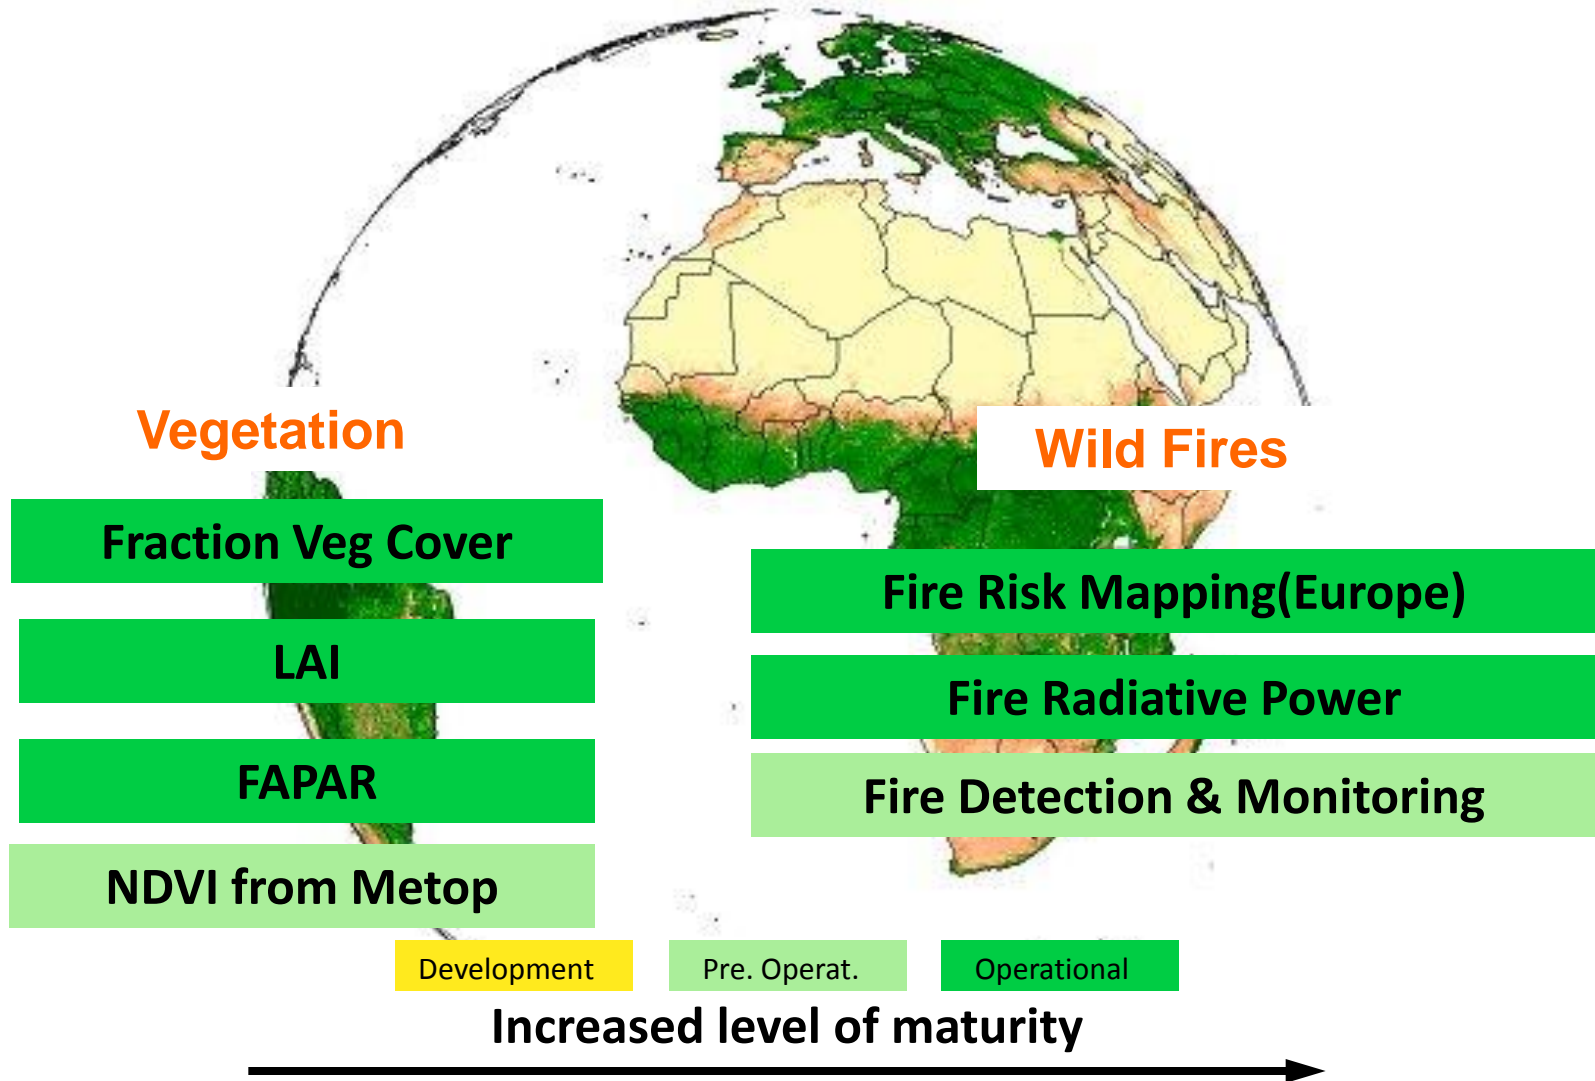 Vegetation
Fraction Veg Cover
LAI
FAPAR
NDVI from Metop
Wild Fires
Fire Risk Mapping(Europe)
Fire Radiative Power
Fire Detection & Monitoring
Development
Pre. Operat.
Operational
Increased level of maturity